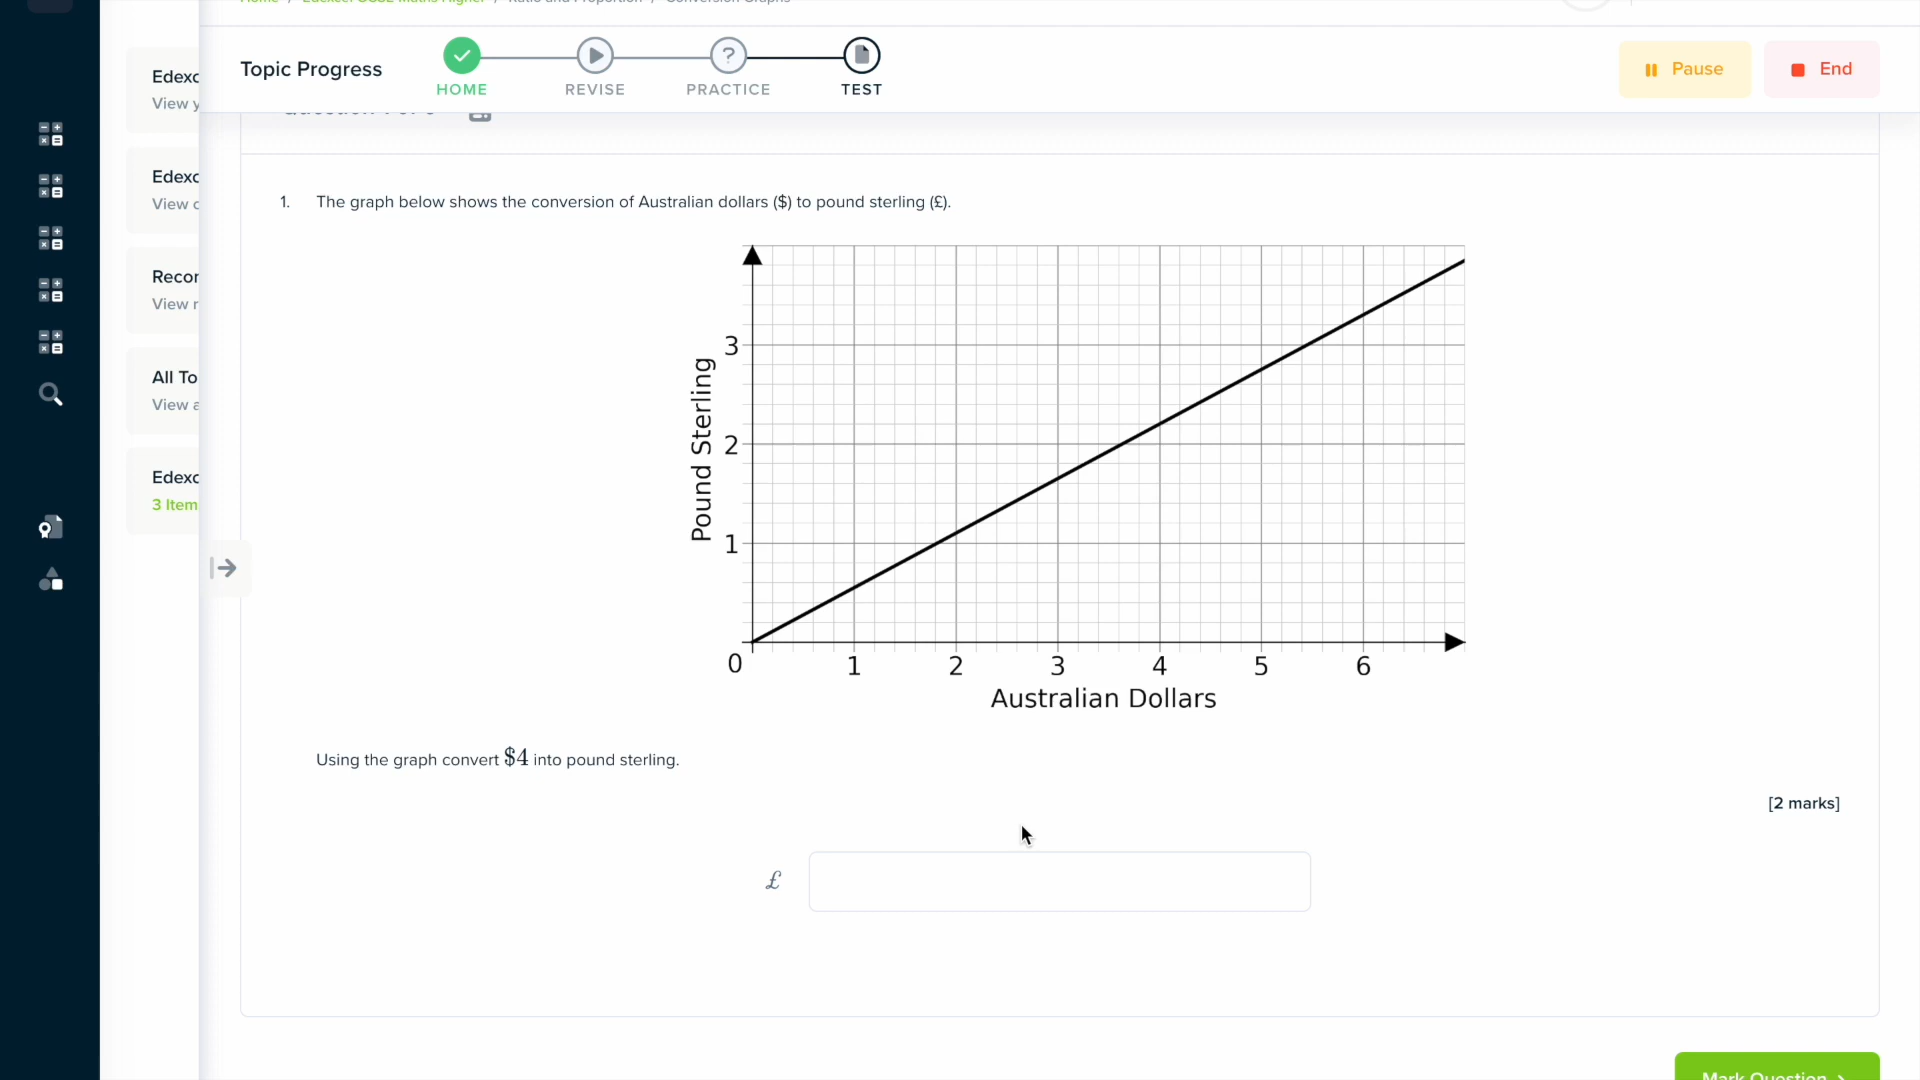 Topic Progress
HOME
REVISE
?
PRACTICE
TEST
Pause
End
Edexc
View y
Edexc
View c
Recor
View r
All To
View a
Edexc
3 Item
1. The graph below shows the conversion of Australian dollars ($) to pound sterling (£).
3
2
1
0
1 2 3 4 5 6
Pound Sterling
Australian Dollars
Using the graph convert $4 into pound sterling.
[2 marks]
£
Mark Question